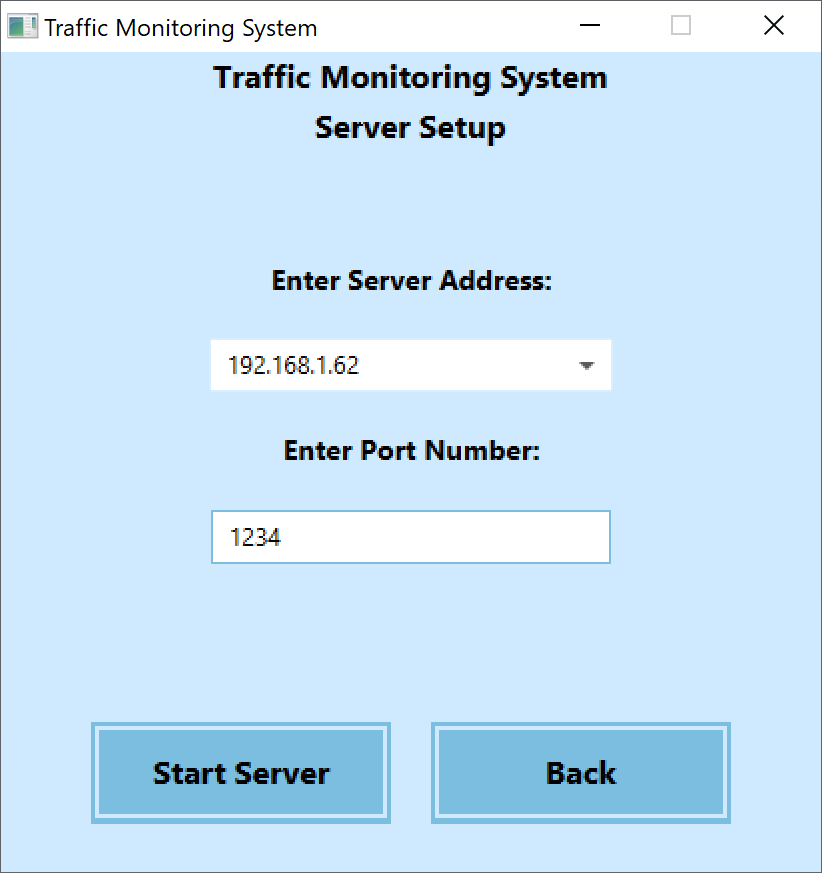 Traffic Monitoring System
Traffic Monitoring System
Server Setup
Enter Server Address:
192.168.1.62
Enter Port Number:
1234
Start Server
Back